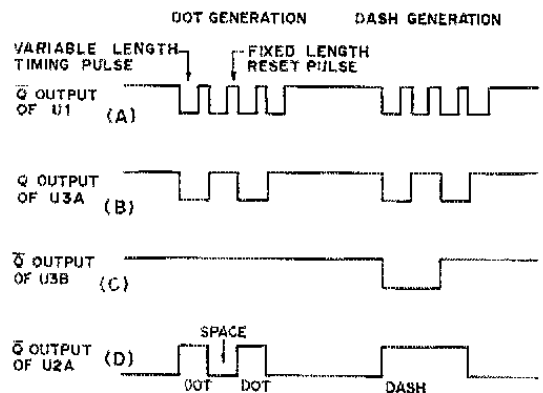 DOT GENERATION DASH GENERATION
VARIABLE LENGTH
TIMING PULSE
FIXED LENGTH
RESET PULSE
Q̅ OUTPUT
OF U1 (A)
Q OUTPUT
OF U3A (B)
Q̅ OUTPUT
OF U3B (C)
SPACE
Q̅ OUTPUT
OF U2A (D)
DOT DOT DASH